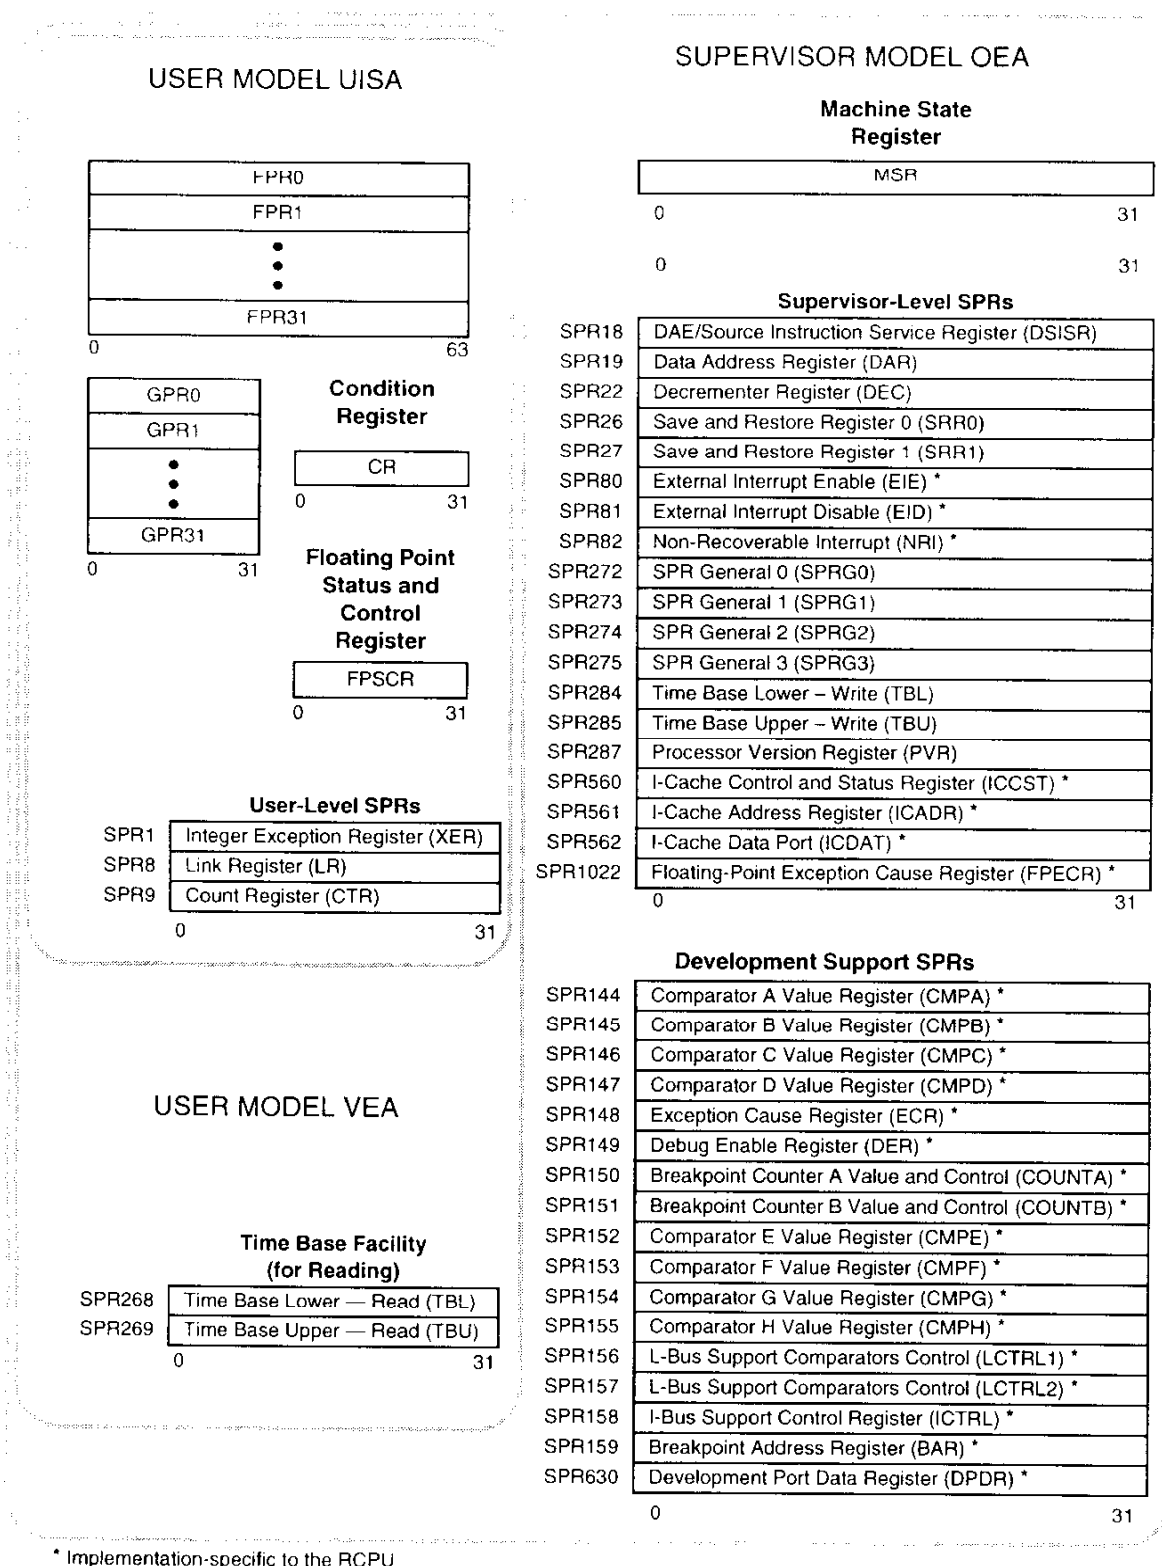 USER MODEL UISA
FPR0
FPR1
FPR31
0 63
GPR0
GPR1
GPR31
0 31
Condition
Register
CR
0 31
Floating Point
Status and
Control
Register
FPSCR
0 31
User-Level SPRs
SPR1 Integer Exception Register (XER)
SPR8 Link Register (LR)
SPR9 Count Register (CTR)
0 31
USER MODEL VEA
Time Base Facility
(for Reading)
SPR268 Time Base Lower — Read (TBL)
SPR269 Time Base Upper — Read (TBU)
0 31
SUPERVISOR MODEL OEA
Machine State
Register
MSR
0 31
0 31
Supervisor-Level SPRs
SPR18 DAE/Source Instruction Service Register (DSISR)
SPR19 Data Address Register (DAR)
SPR22 Decrementer Register (DEC)
SPR26 Save and Restore Register 0 (SRR0)
SPR27 Save and Restore Register 1 (SRR1)
SPR80 External Interrupt Enable (EIE) *
SPR81 External Interrupt Disable (EID) *
SPR82 Non-Recoverable Interrupt (NRI) *
SPR272 SPR General 0 (SPRG0)
SPR273 SPR General 1 (SPRG1)
SPR274 SPR General 2 (SPRG2)
SPR275 SPR General 3 (SPRG3)
SPR284 Time Base Lower – Write (TBL)
SPR285 Time Base Upper – Write (TBU)
SPR287 Processor Version Register (PVR)
SPR560 I-Cache Control and Status Register (ICCST) *
SPR561 I-Cache Address Register (ICADR) *
SPR562 I-Cache Data Port (ICDAT) *
SPR1022 Floating-Point Exception Cause Register (FPECR) *
0 31
Development Support SPRs
SPR144 Comparator A Value Register (CMPA) *
SPR145 Comparator B Value Register (CMPB) *
SPR146 Comparator C Value Register (CMPC) *
SPR147 Comparator D Value Register (CMPD) *
SPR148 Exception Cause Register (ECR) *
SPR149 Debug Enable Register (DER) *
SPR150 Breakpoint Counter A Value and Control (COUNTA) *
SPR151 Breakpoint Counter B Value and Control (COUNTB) *
SPR152 Comparator E Value Register (CMPE) *
SPR153 Comparator F Value Register (CMPF) *
SPR154 Comparator G Value Register (CMPG) *
SPR155 Comparator H Value Register (CMPH) *
SPR156 L-Bus Support Comparators Control (LCTRL1) *
SPR157 L-Bus Support Comparators Control (LCTRL2) *
SPR158 I-Bus Support Control Register (ICTRL) *
SPR159 Breakpoint Address Register (BAR) *
SPR630 Development Port Data Register (DPDR) *
0 31
* Implementation-specific to the RCPU